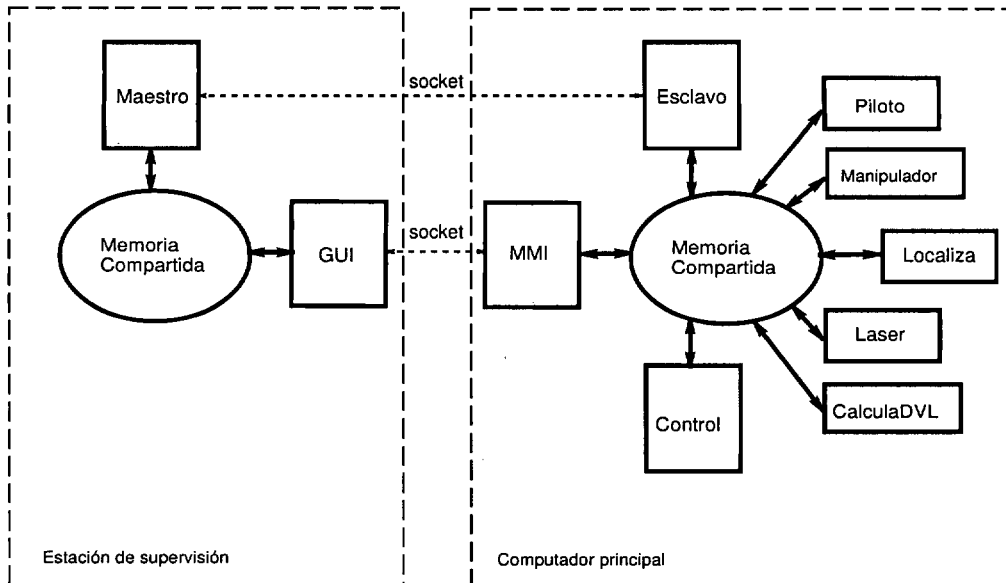 Maestro
socket
Esclavo
Piloto
Manipulador
Memoria
Compartida
GUI
socket
MMI
Memoria
Compartida
Localiza
Laser
Control
CalculaDVL
Estación de supervisión
Computador principal